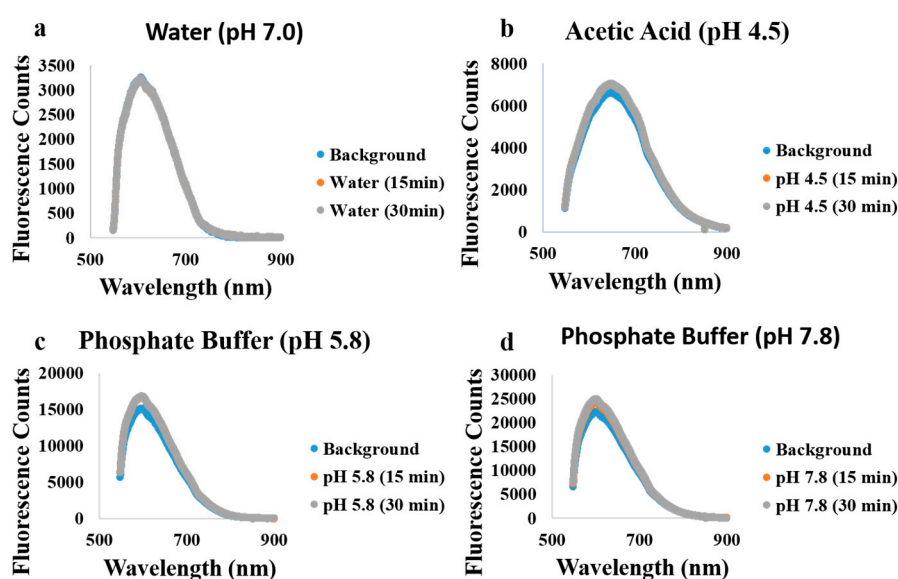 a
Water (pH 7.0)
Fluorescence Counts
3500
3000
2500
2000
1500
1000
500
0
500
700
900
Wavelength (nm)
Background
Water (15min)
Water (30min)
b
Acetic Acid (pH 4.5)
Fluorescence Counts
8000
6000
4000
2000
0
500
700
900
Wavelength (nm)
Background
pH 4.5 (15 min)
pH 4.5 (30 min)
c
Phosphate Buffer (pH 5.8)
Fluorescence Counts
20000
15000
10000
5000
0
500
700
900
Wavelength (nm)
Background
pH 5.8 (15 min)
pH 5.8 (30 min)
d
Phosphate Buffer (pH 7.8)
Fluorescence Counts
30000
25000
20000
15000
10000
5000
0
500
700
900
Wavelength (nm)
Background
pH 7.8 (15 min)
pH 7.8 (30 min)